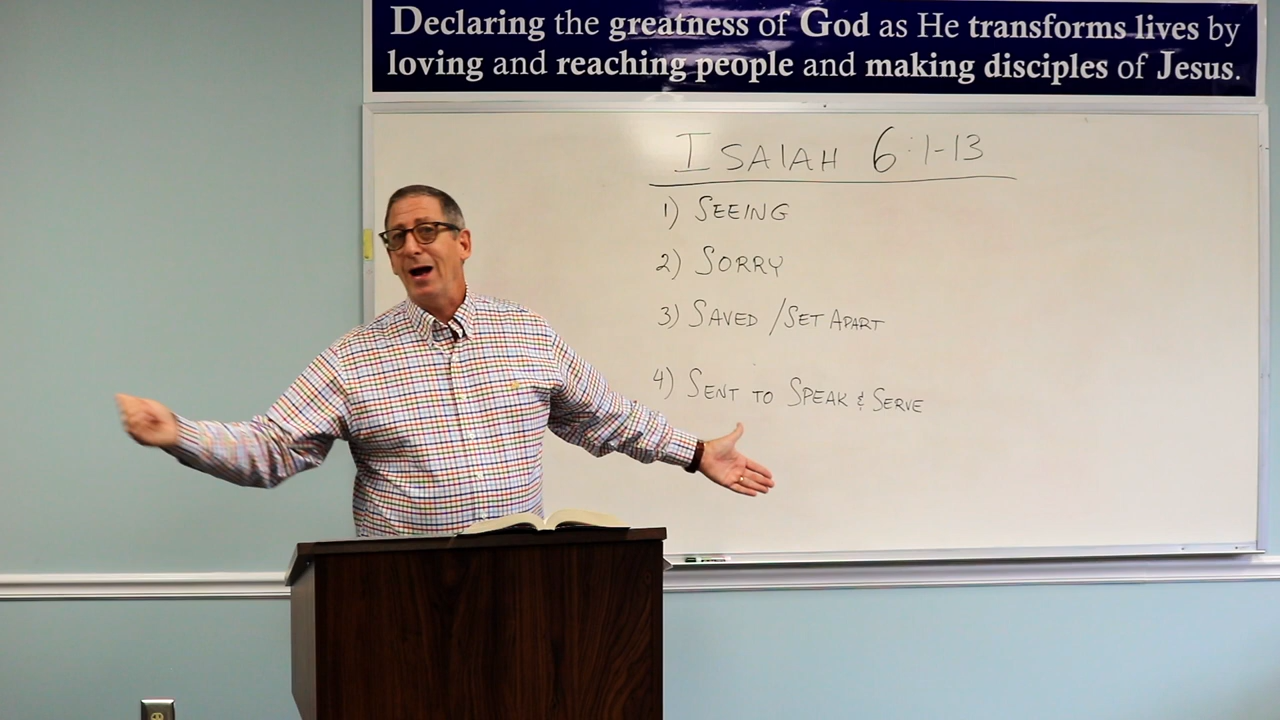 Declaring the greatness of God as He transforms lives by
loving and reaching people and making disciples of Jesus.
ISAIAH 6:1-13
1) SEEING
2) SORRY
3) SAVED / SET APART
4) SENT TO SPEAK & SERVE